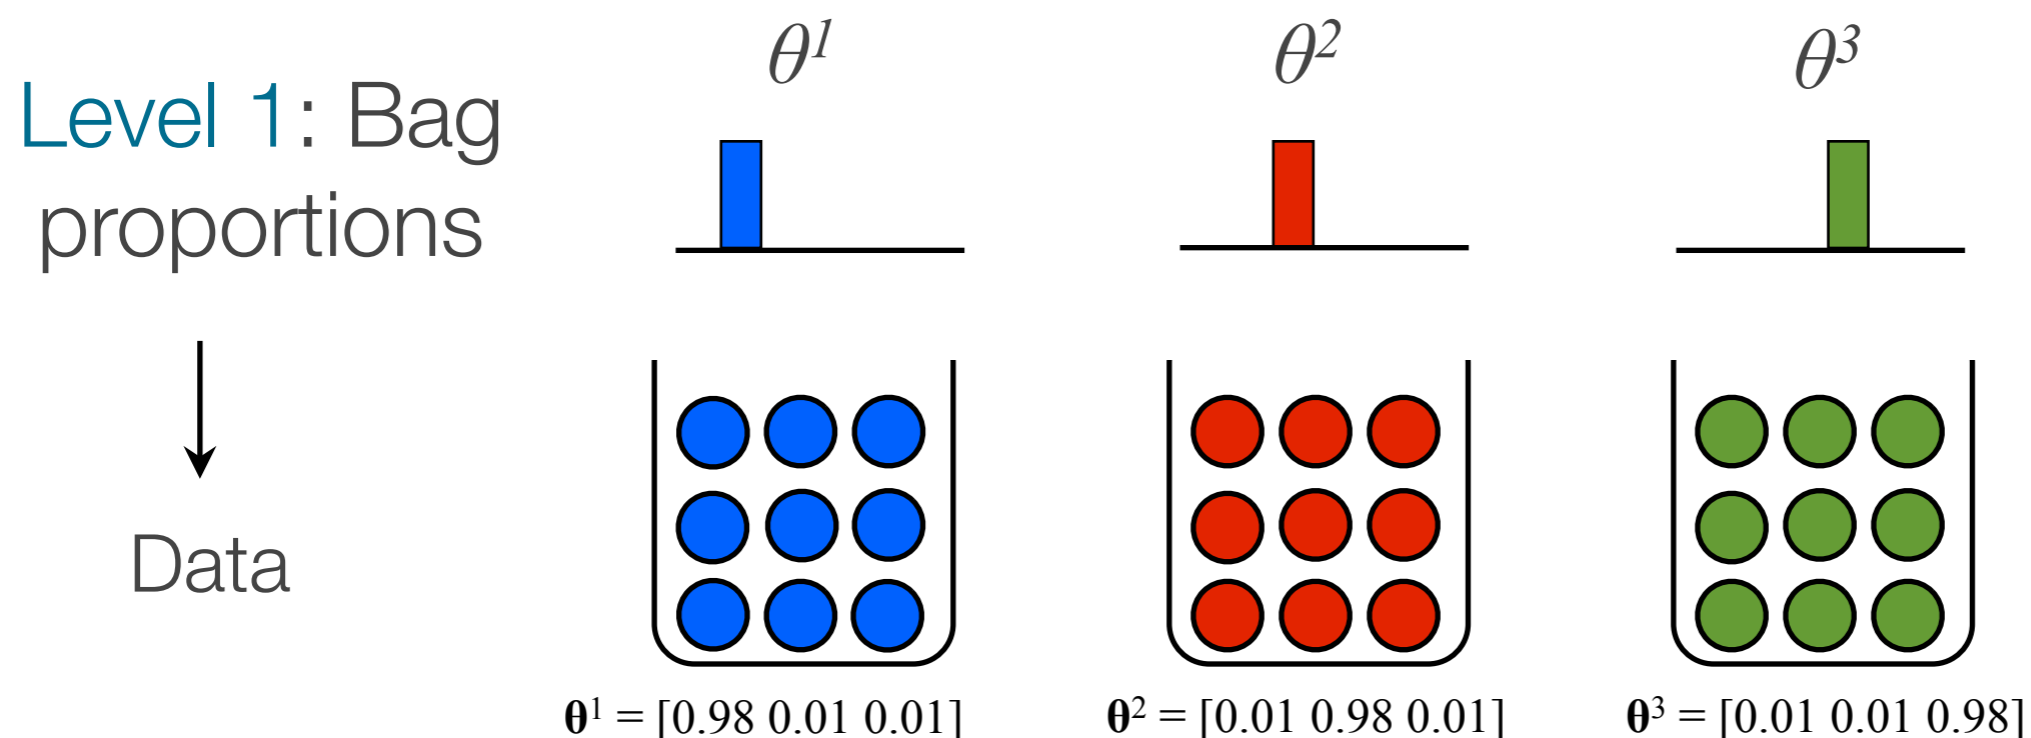 θ¹ θ² θ³
Level 1: Bag
proportions
Data
θ¹ = [0.98 0.01 0.01] θ² = [0.01 0.98 0.01] θ³ = [0.01 0.01 0.98]